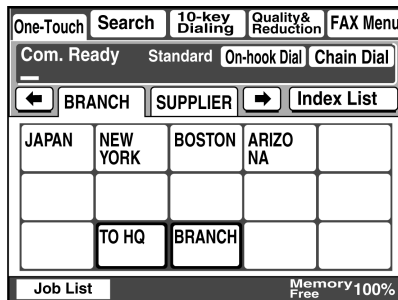 One-Touch Search 10-key Dialing Quality& Reduction FAX Menu
Com. Ready Standard On-hook Dial Chain Dial
BRANCH SUPPLIER Index List
JAPAN NEW YORK BOSTON ARIZO NA
TO HQ BRANCH
Job List Memory Free 100%